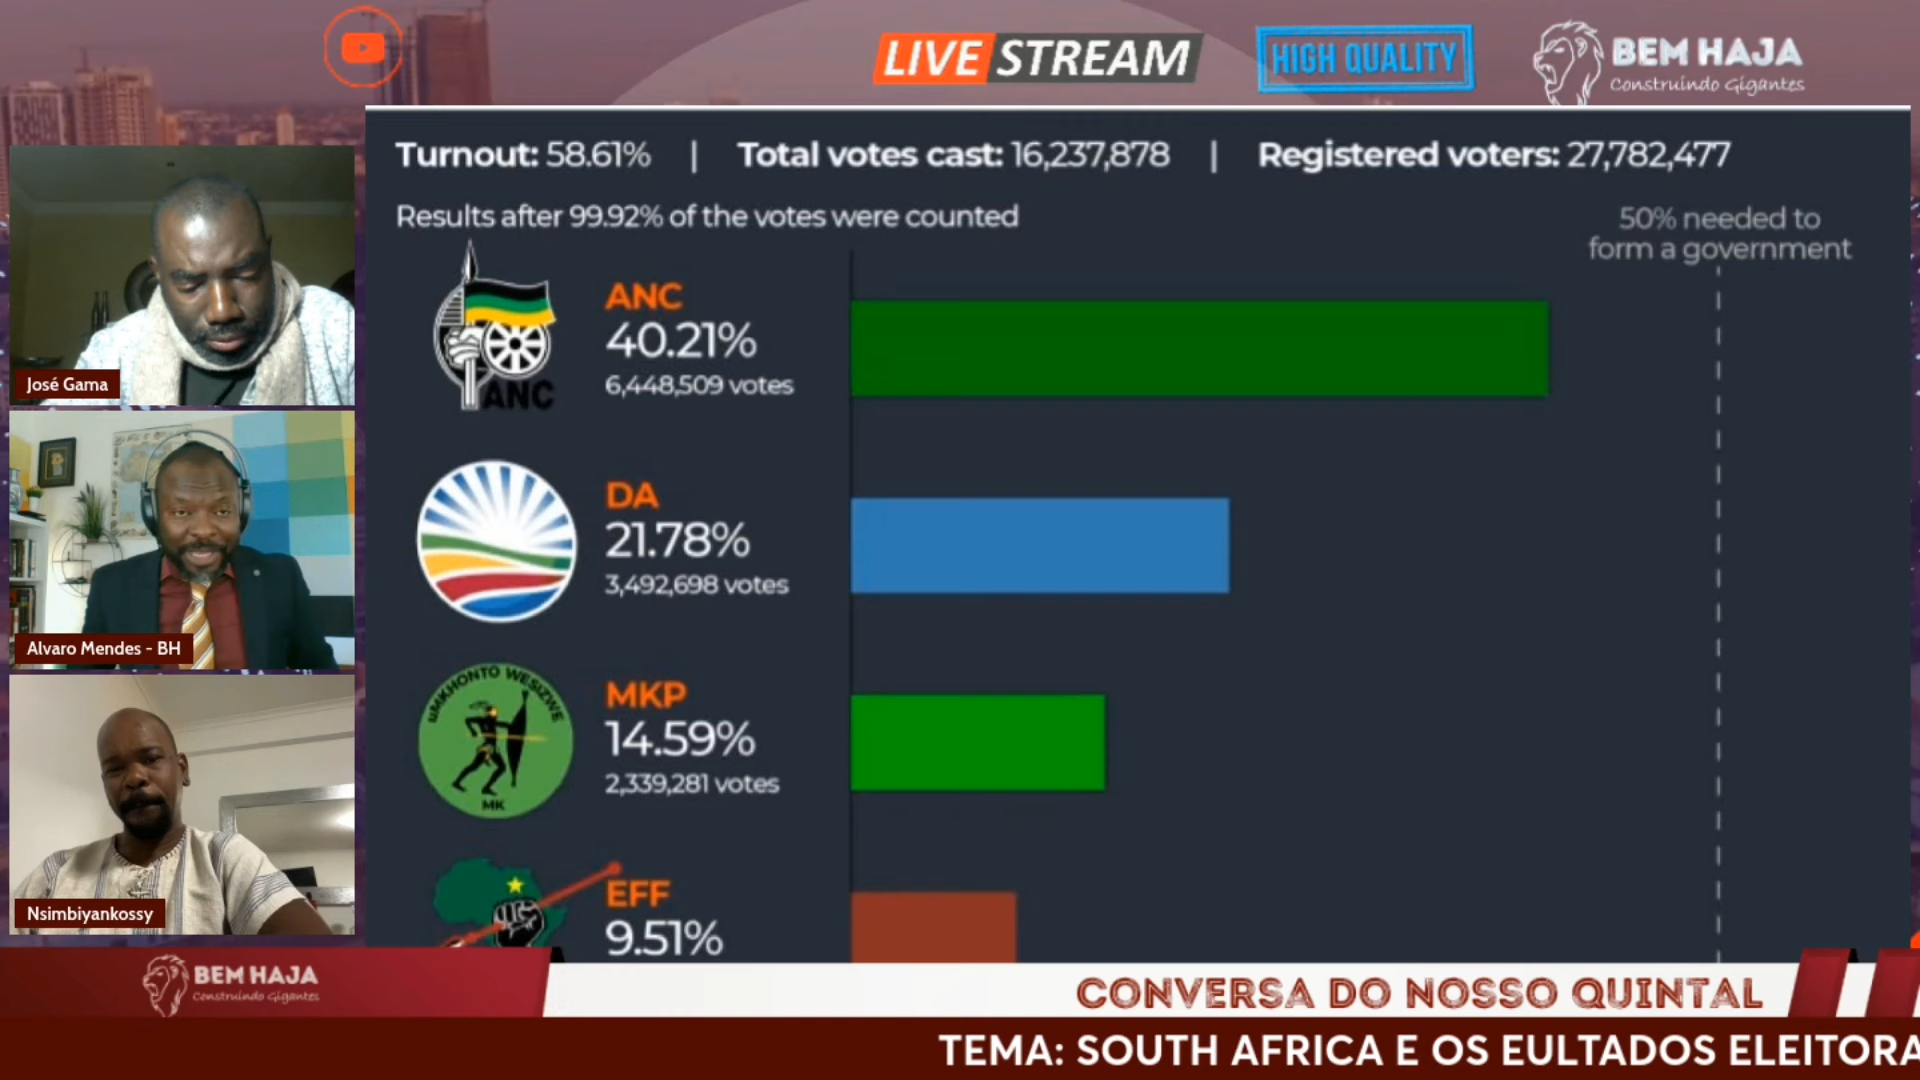 LIVE STREAM
HIGH QUALITY
BEM HAJA
Construindo Gigantes
Turnout: 58.61% | Total votes cast: 16,237,878 | Registered voters: 27,782,477
Results after 99.92% of the votes were counted
50% needed to
form a government
ANC
40.21%
6,448,509 votes
ANC
DA
21.78%
3,492,698 votes
UMKHONTO WESIZWE
MK
MKP
14.59%
2,339,281 votes
EFF
9.51%
José Gama
Alvaro Mendes - BH
Nsimbiyankossy
BEM HAJA
Construindo Gigantes
CONVERSA DO NOSSO QUINTAL
TEMA: SOUTH AFRICA E OS EULTADOS ELEITORA